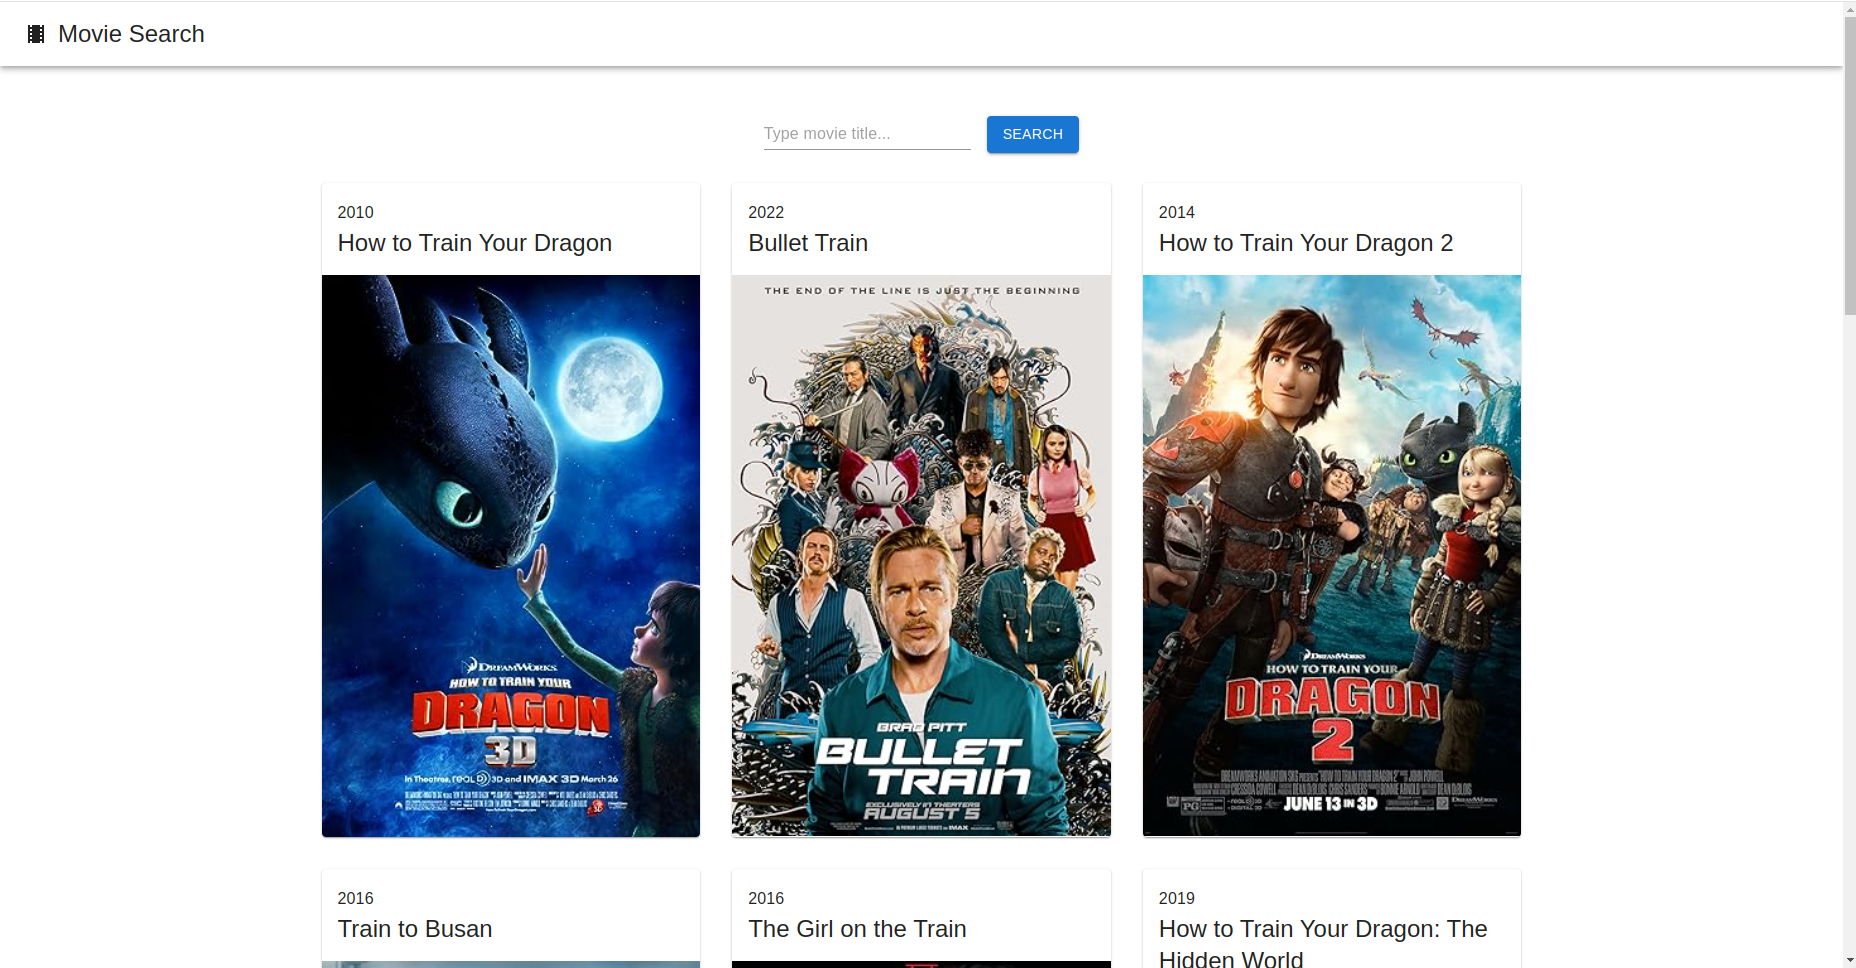 Movie Search
Type movie title...
SEARCH
2010
How to Train Your Dragon
DREAMWORKS
HOW TO TRAIN YOUR
DRAGON
3D
In Theatres, REAL D 3D and IMAX 3D March 26
2022
Bullet Train
THE END OF THE LINE IS JUST THE BEGINNING
BRAD PITT
BULLET
TRAIN
EXCLUSIVELY IN THEATERS
AUGUST 5
2014
How to Train Your Dragon 2
DREAMWORKS
HOW TO TRAIN YOUR
DRAGON
2
PG
JUNE 13 IN 3D
2016
Train to Busan
2016
The Girl on the Train
2019
How to Train Your Dragon: The
Hidden World